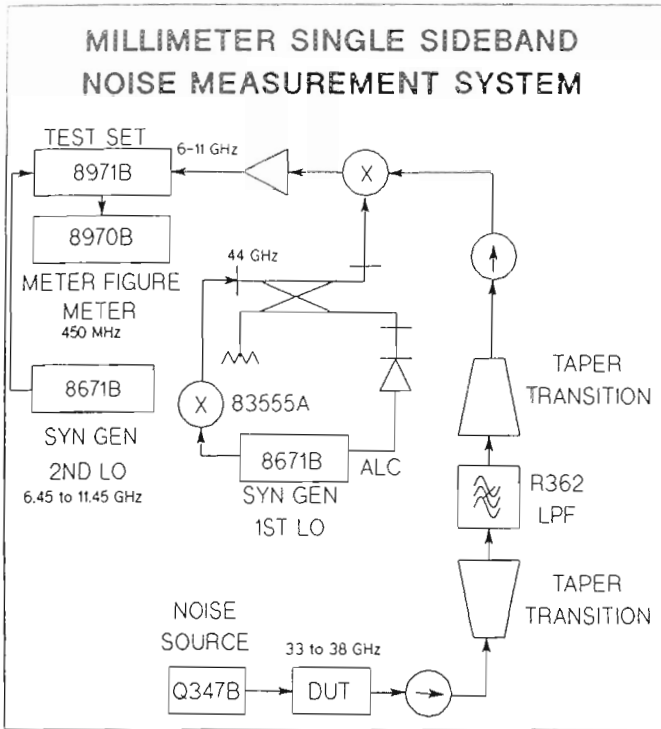 MILLIMETER SINGLE SIDEBAND
NOISE MEASUREMENT SYSTEM
TEST SET
8971B
6-11 GHz
X
8970B
METER FIGURE
METER
450 MHz
44 GHz
8671B
SYN GEN
2ND LO
6.45 to 11.45 GHz
X
83555A
8671B
ALC
SYN GEN
1ST LO
TAPER
TRANSITION
R362
LPF
TAPER
TRANSITION
NOISE
SOURCE
33 to 38 GHz
Q347B
DUT